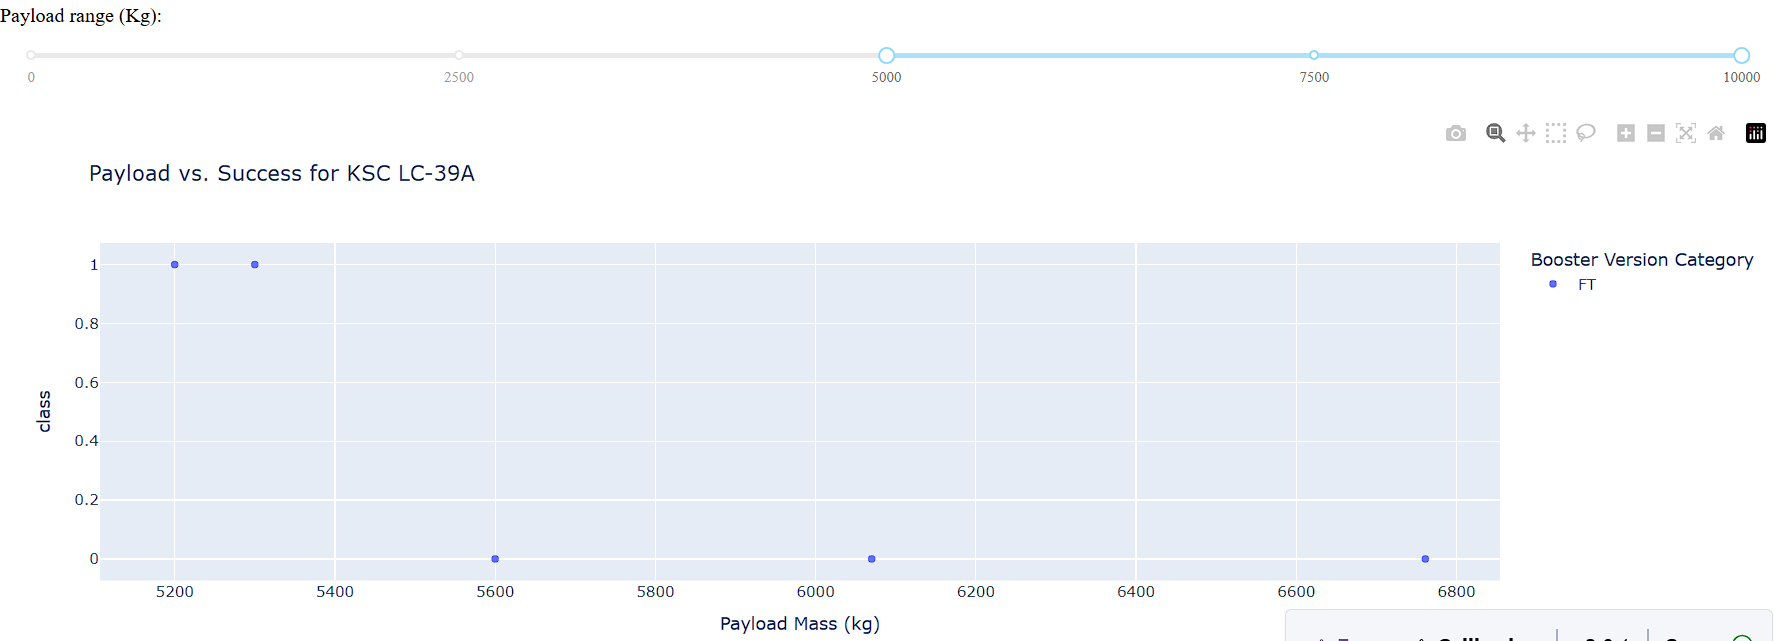 Payload range (Kg):
0 2500 5000 7500 10000
Payload vs. Success for KSC LC-39A
Booster Version Category
FT
1
0.8
0.6
0.4
0.2
0
class
5200 5400 5600 5800 6000 6200 6400 6600 6800
Payload Mass (kg)